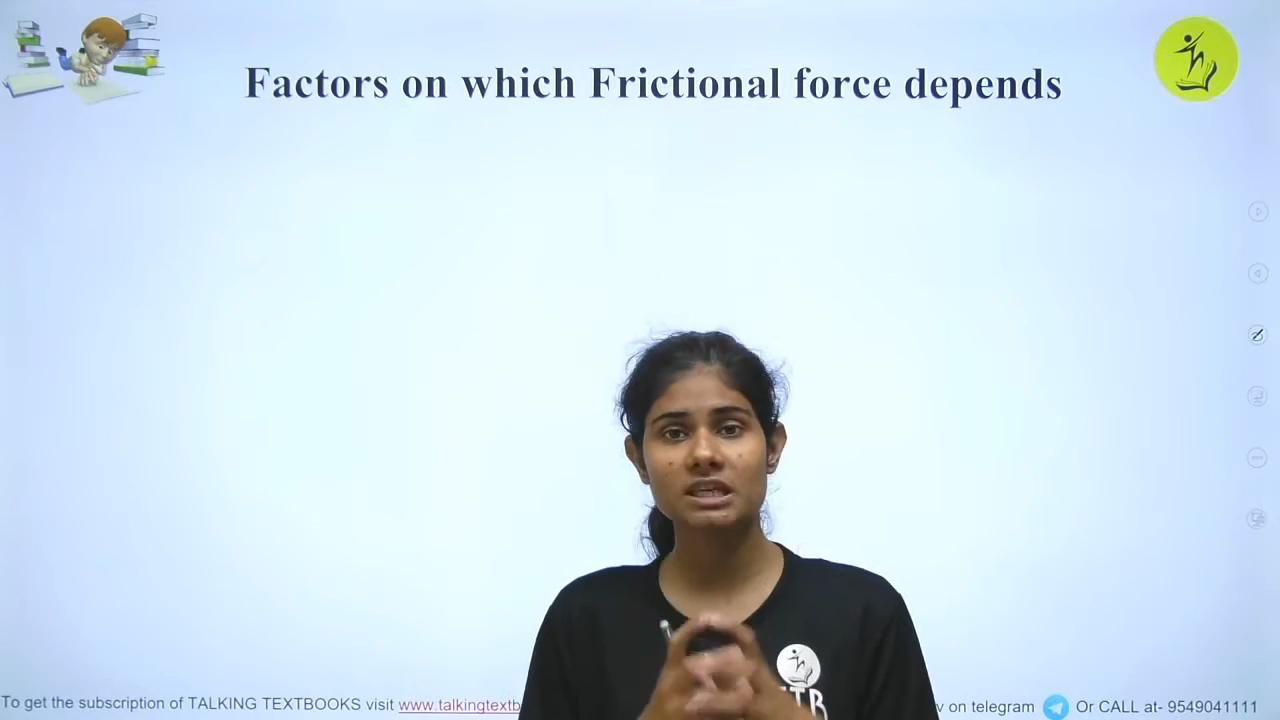 Factors on which Frictional force depends
To get the subscription of TALKING TEXTBOOKS visit www.talkingtextb
on telegram Or CALL at- 9549041111